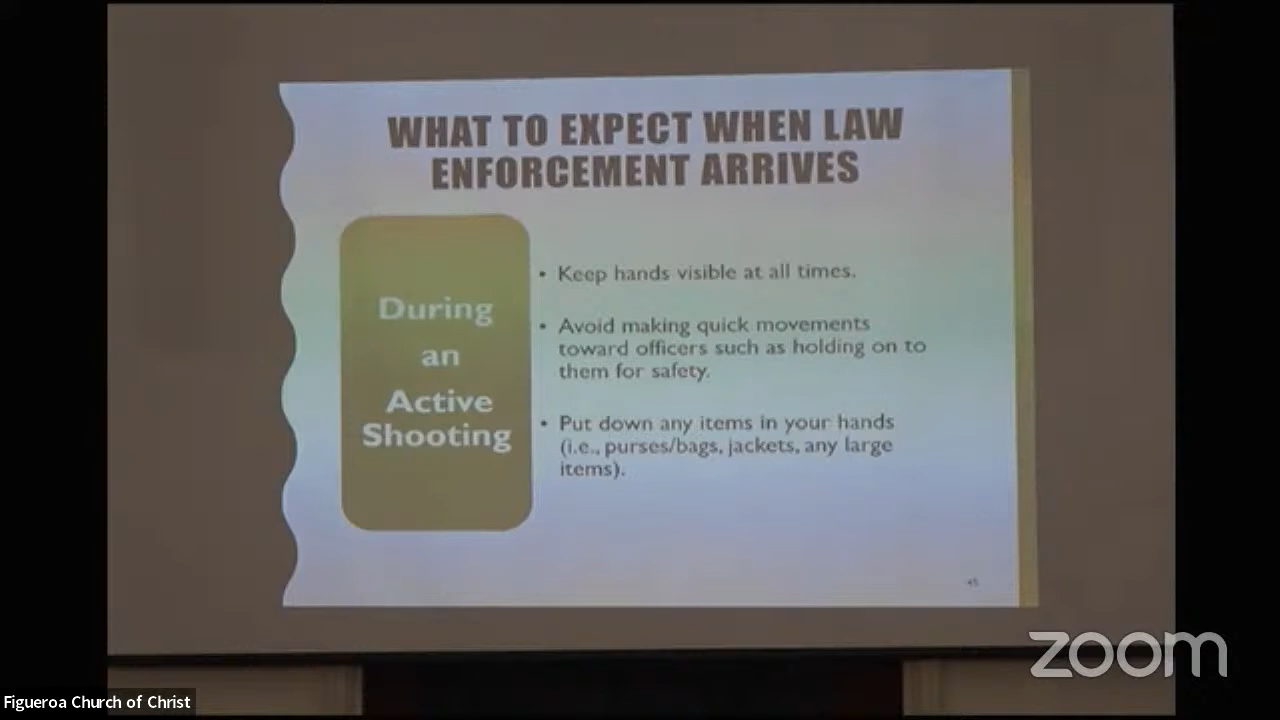 WHAT TO EXPECT WHEN LAW
ENFORCEMENT ARRIVES
During
an
Active
Shooting
• Keep hands visible at all times.
• Avoid making quick movements
toward officers such as holding on to
them for safety.
• Put down any items in your hands
(i.e., purses/bags, jackets, any large
items).
45
zoom
Figueroa Church of Christ